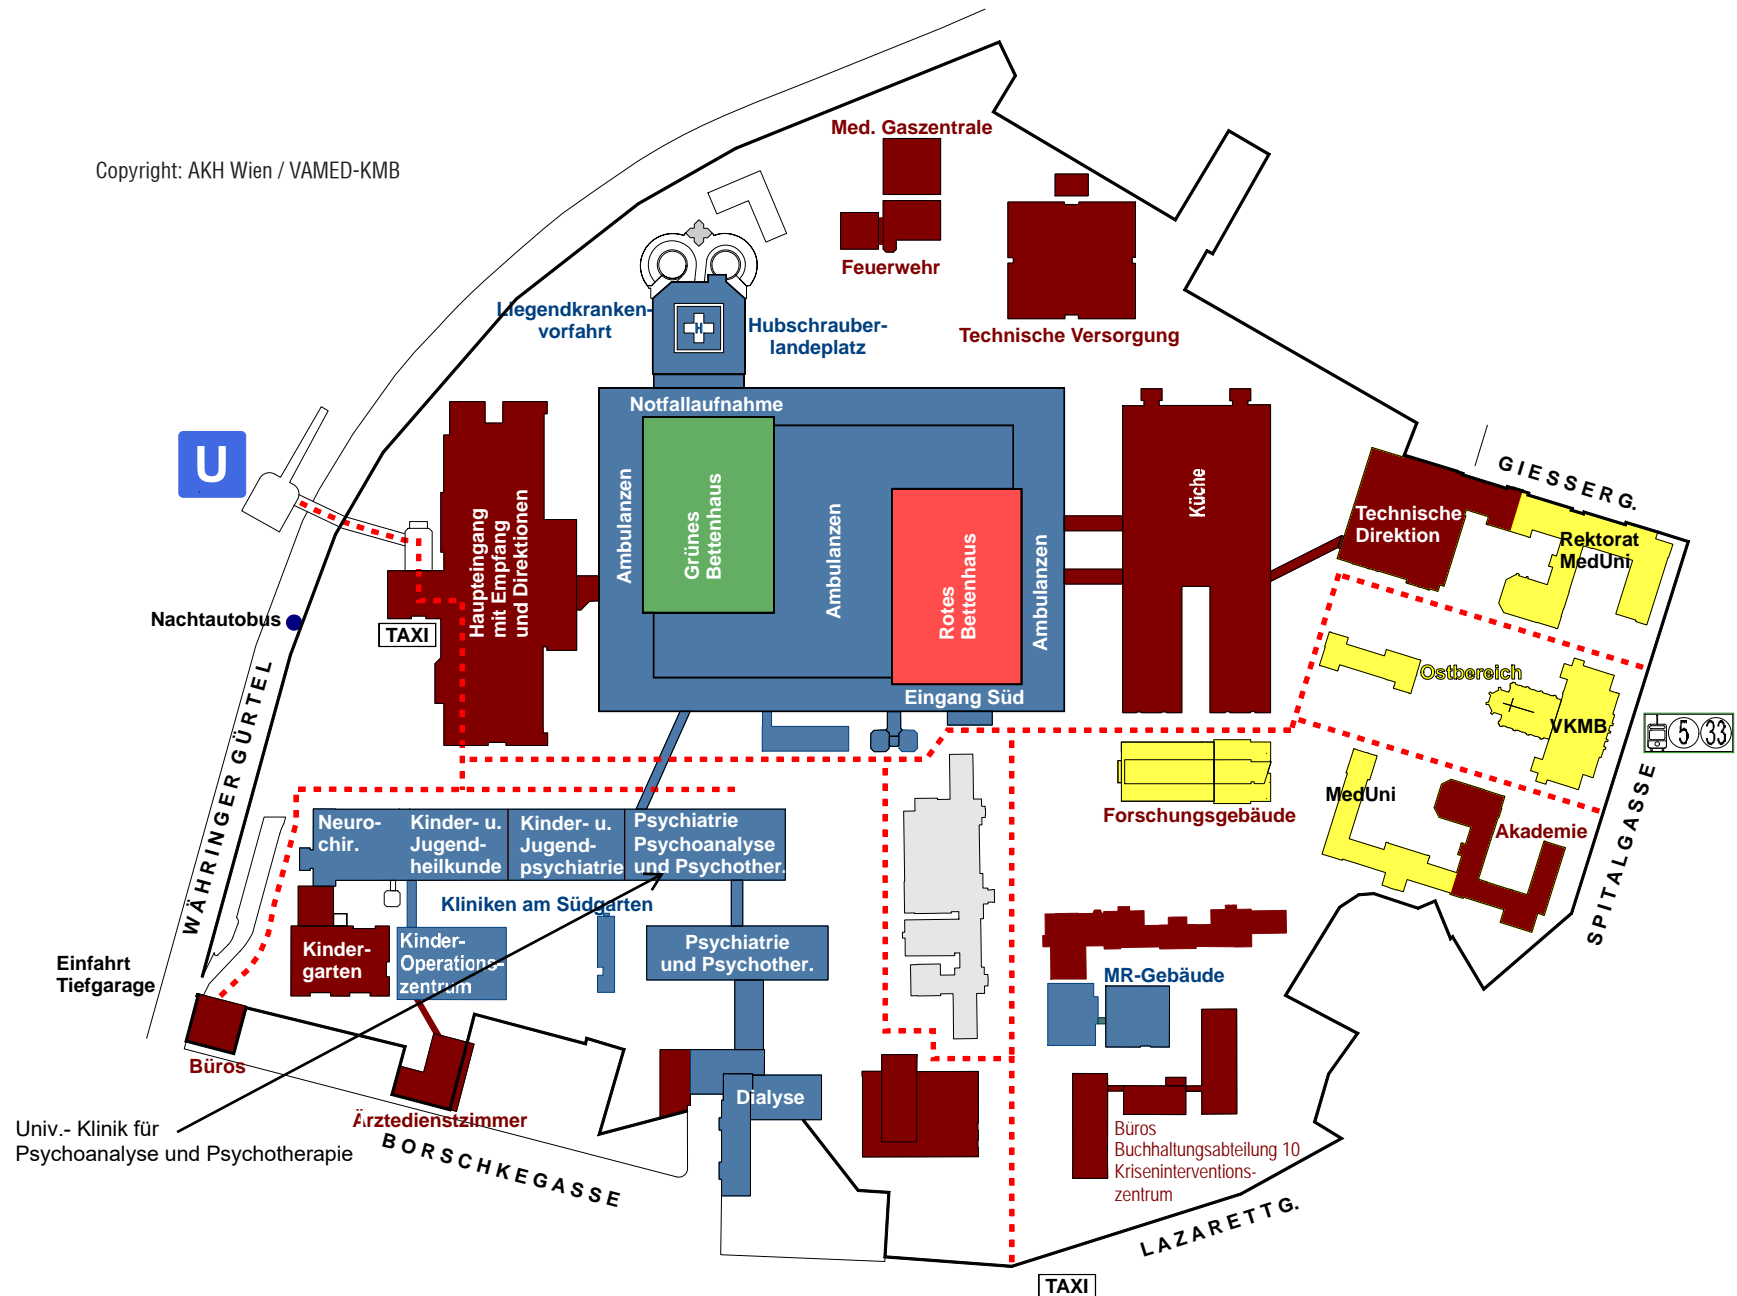 Med. Gaszentrale
Copyright: AKH Wien / VAMED-KMB
Feuerwehr
Liegendkranken-
vorfahrt
H
Hubschrauber-
landeplatz
Technische Versorgung
Notfallaufnahme
U
Ambulanzen
Grünes
Bettenhaus
Ambulanzen
Rotes
Bettenhaus
Ambulanzen
Eingang Süd
Haupteingang
mit Empfang
und Direktionen
Küche
GIESSERG.
Technische
Direktion
Rektorat
MedUni
Nachtautobus
TAXI
Ostbereich
VKMB
5 33
WÄHRINGER GÜRTEL
MedUni
Forschungsgebäude
Akademie
SPITALGASSE
Neuro-
chir.
Kinder- u.
Jugend-
heilkunde
Kinder- u.
Jugend-
psychiatrie
Psychiatrie
Psychoanalyse
und Psychother.
Kliniken am Südgarten
Kinder-
garten
Kinder-
Operations-
zentrum
Psychiatrie
und Psychother.
Einfahrt
Tiefgarage
MR-Gebäude
Büros
Dialyse
Ärztedienstzimmer
Univ.- Klinik für
Psychoanalyse und Psychotherapie
BORSCHKEGASSE
Büros
Buchhaltungsabteilung 10
Kriseninterventions-
zentrum
LAZARETTG.
TAXI